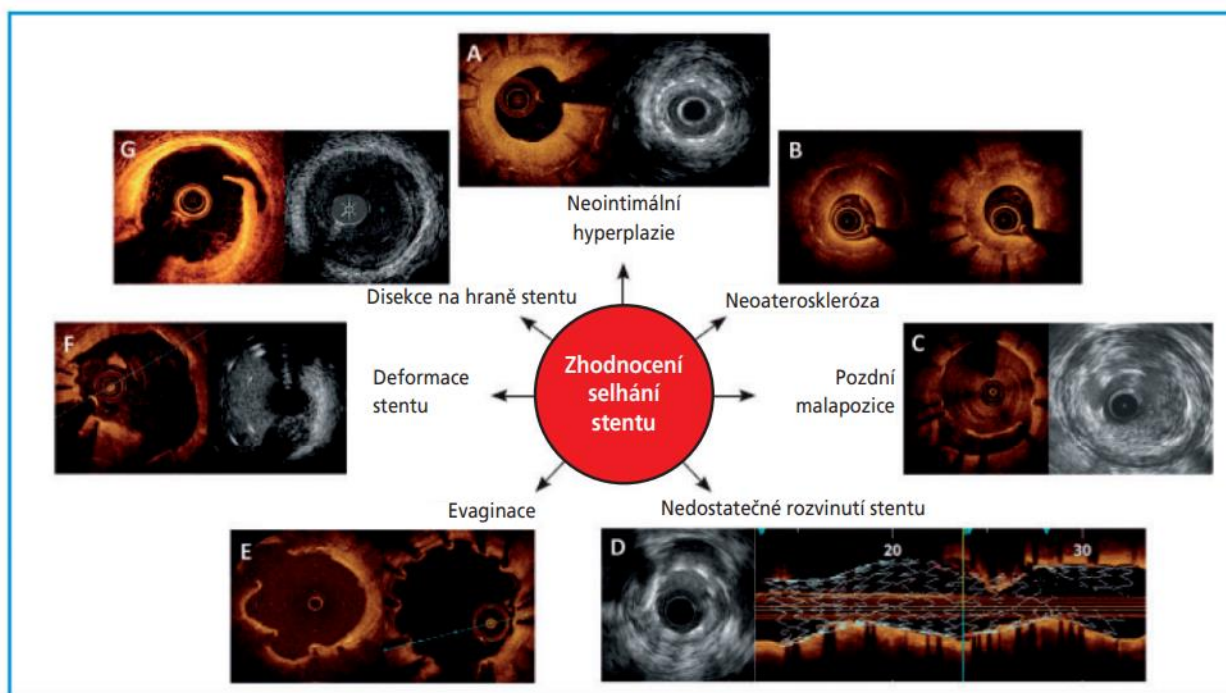 A
Neointimální
hyperplazie
B
Neoateroskleróza
C
Pozdní
malapozice
D
20
30
Nedostatečné rozvinutí stentu
E
Evaginace
F
Deformace
stentu
G
Disekce na hraně stentu
Zhodnocení
selhání
stentu